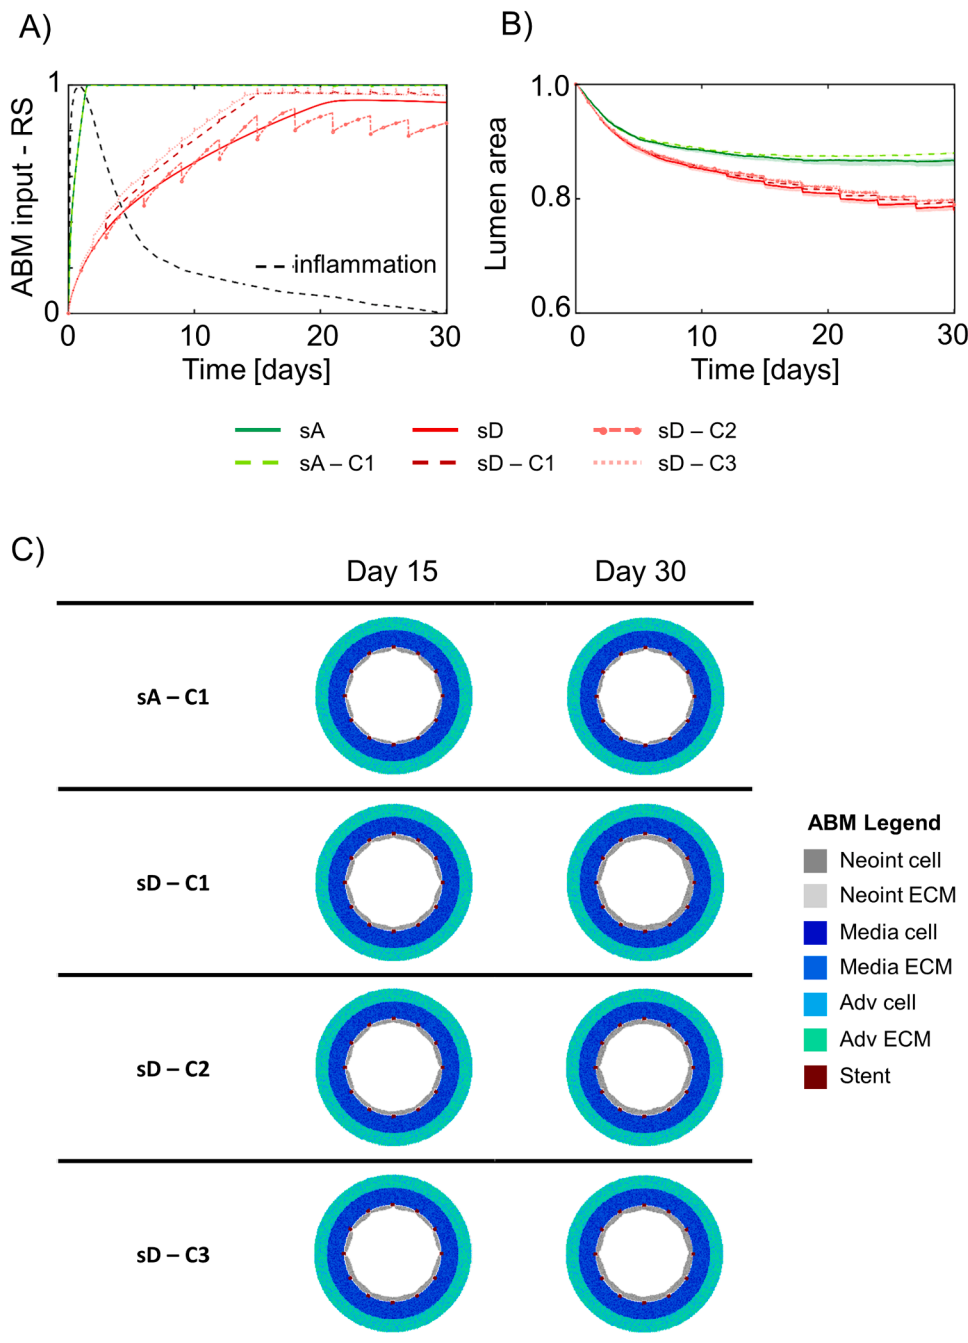 A)
B)
ABM input - RS
1
0
inflammation
0 10 20 30
Time [days]
Lumen area
1.0
0.8
0.6
0 10 20 30
Time [days]
sA sD sD – C2
sA – C1 sD – C1 sD – C3
C)
Day 15 Day 30
sA – C1
sD – C1
sD – C2
sD – C3
ABM Legend
Neoint cell
Neoint ECM
Media cell
Media ECM
Adv cell
Adv ECM
Stent